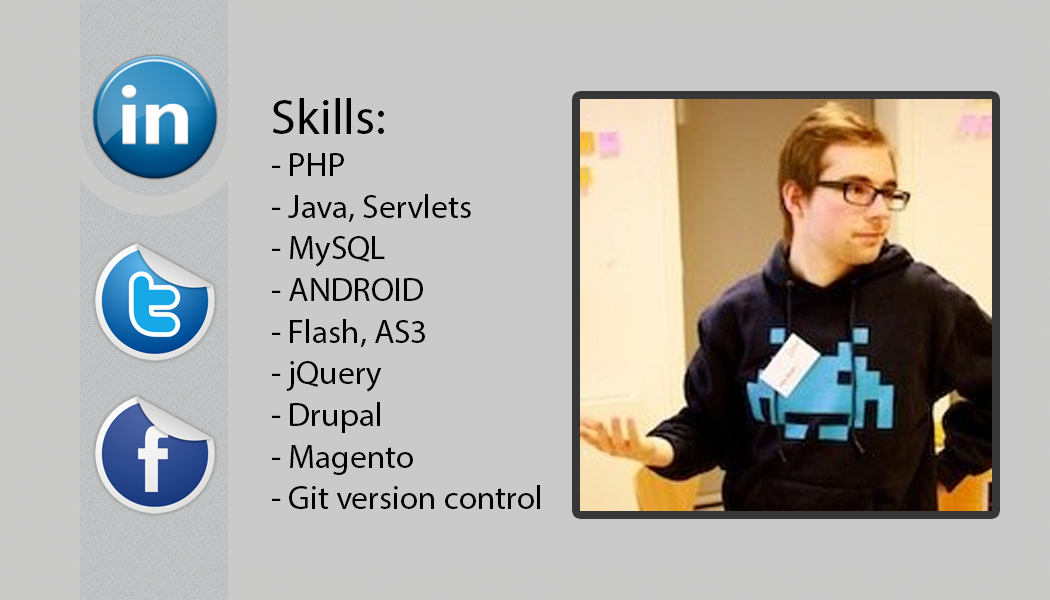 in
Skills:
- PHP
- Java, Servlets
- MySQL
- ANDROID
- Flash, AS3
- jQuery
- Drupal
- Magento
- Git version control
t
f